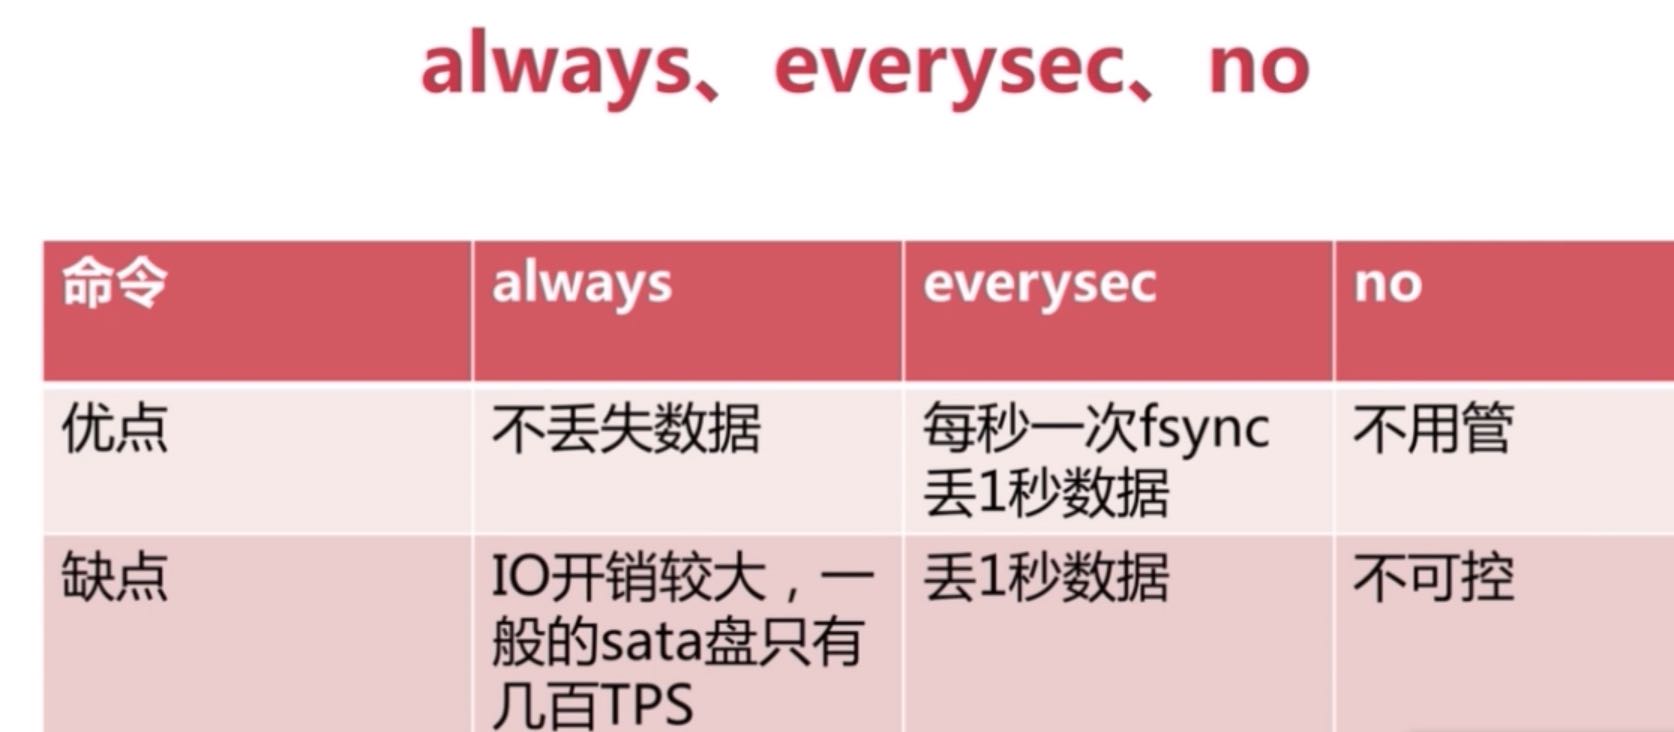 always、everysec、no
命令
always
everysec
no
优点
不丢失数据
每秒一次fsync
丢1秒数据
不用管
缺点
IO开销较大，一
般的sata盘只有
几百TPS
丢1秒数据
不可控